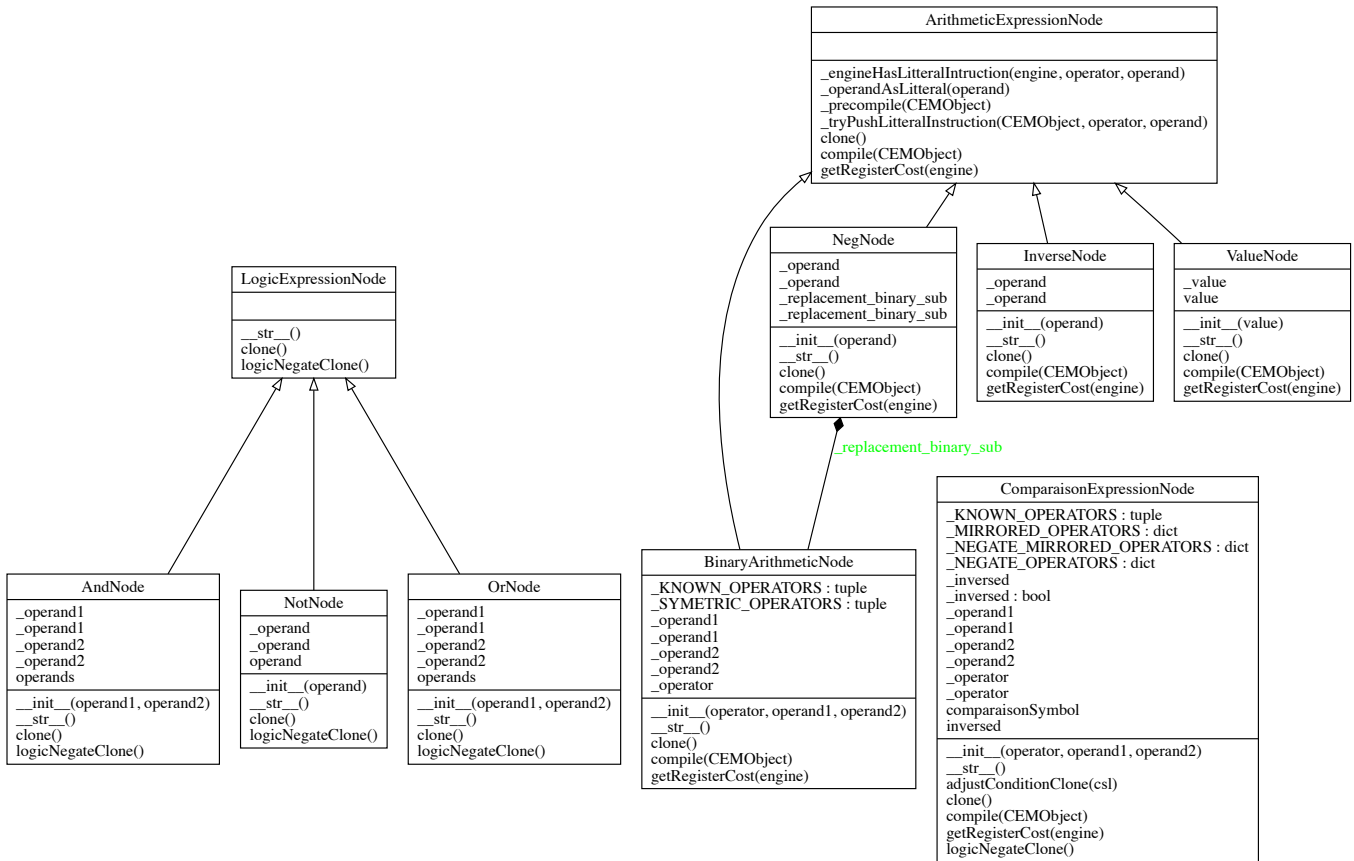 ArithmeticExpressionNode
_engineHasLitteralIntruction(engine, operator, operand)
_operandAsLitteral(operand)
_precompile(CEMObject)
_tryPushLitteralInstruction(CEMObject, operator, operand)
clone()
compile(CEMObject)
getRegisterCost(engine)
LogicExpressionNode
__str__()
clone()
logicNegateClone()
NegNode
_operand
_operand
_replacement_binary_sub
_replacement_binary_sub
__init__(operand)
__str__()
clone()
compile(CEMObject)
getRegisterCost(engine)
InverseNode
_operand
_operand
__init__(operand)
__str__()
clone()
compile(CEMObject)
getRegisterCost(engine)
ValueNode
_value
value
__init__(value)
__str__()
clone()
compile(CEMObject)
getRegisterCost(engine)
_replacement_binary_sub
AndNode
_operand1
_operand1
_operand2
_operand2
operands
__init__(operand1, operand2)
__str__()
clone()
logicNegateClone()
NotNode
_operand
_operand
operand
__init__(operand)
__str__()
clone()
logicNegateClone()
OrNode
_operand1
_operand1
_operand2
_operand2
operands
__init__(operand1, operand2)
__str__()
clone()
logicNegateClone()
BinaryArithmeticNode
_KNOWN_OPERATORS : tuple
_SYMETRIC_OPERATORS : tuple
_operand1
_operand1
_operand2
_operand2
_operator
__init__(operator, operand1, operand2)
__str__()
clone()
compile(CEMObject)
getRegisterCost(engine)
ComparaisonExpressionNode
_KNOWN_OPERATORS : tuple
_MIRRORED_OPERATORS : dict
_NEGATE_MIRRORED_OPERATORS : dict
_NEGATE_OPERATORS : dict
_inversed
_inversed : bool
_operand1
_operand1
_operand2
_operand2
_operator
_operator
comparaisonSymbol
inversed
__init__(operator, operand1, operand2)
__str__()
adjustConditionClone(csl)
clone()
compile(CEMObject)
getRegisterCost(engine)
logicNegateClone()